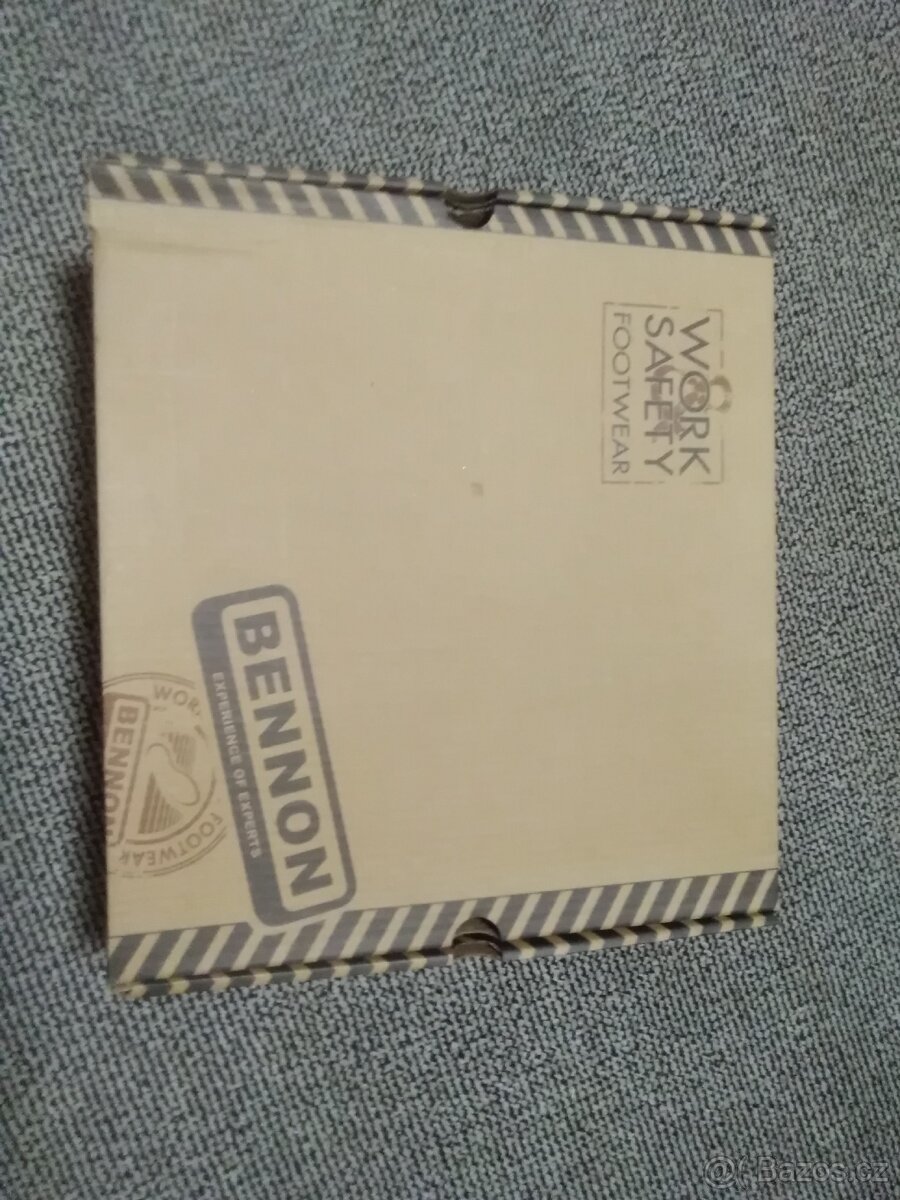 WORK
SAFETY
FOOTWEAR
BENNON
EXPERIENCE OF EXPERTS
WORK
BENNON
FOOTWEAR
@ Bazos.cz